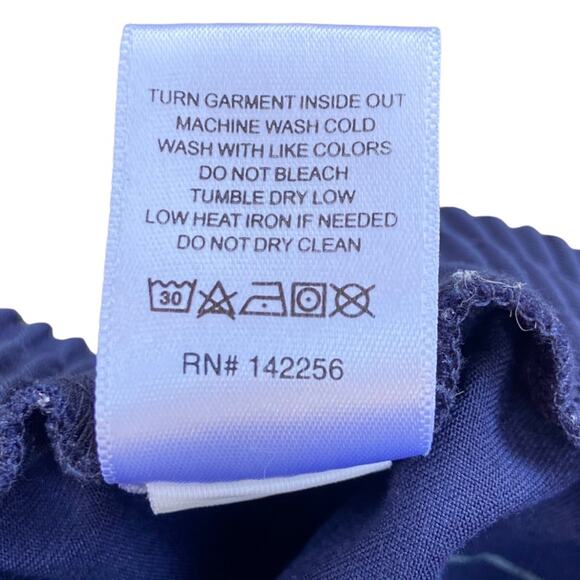 TURN GARMENT INSIDE OUT
MACHINE WASH COLD
WASH WITH LIKE COLORS
DO NOT BLEACH
TUMBLE DRY LOW
LOW HEAT IRON IF NEEDED
DO NOT DRY CLEAN
30
RN# 142256